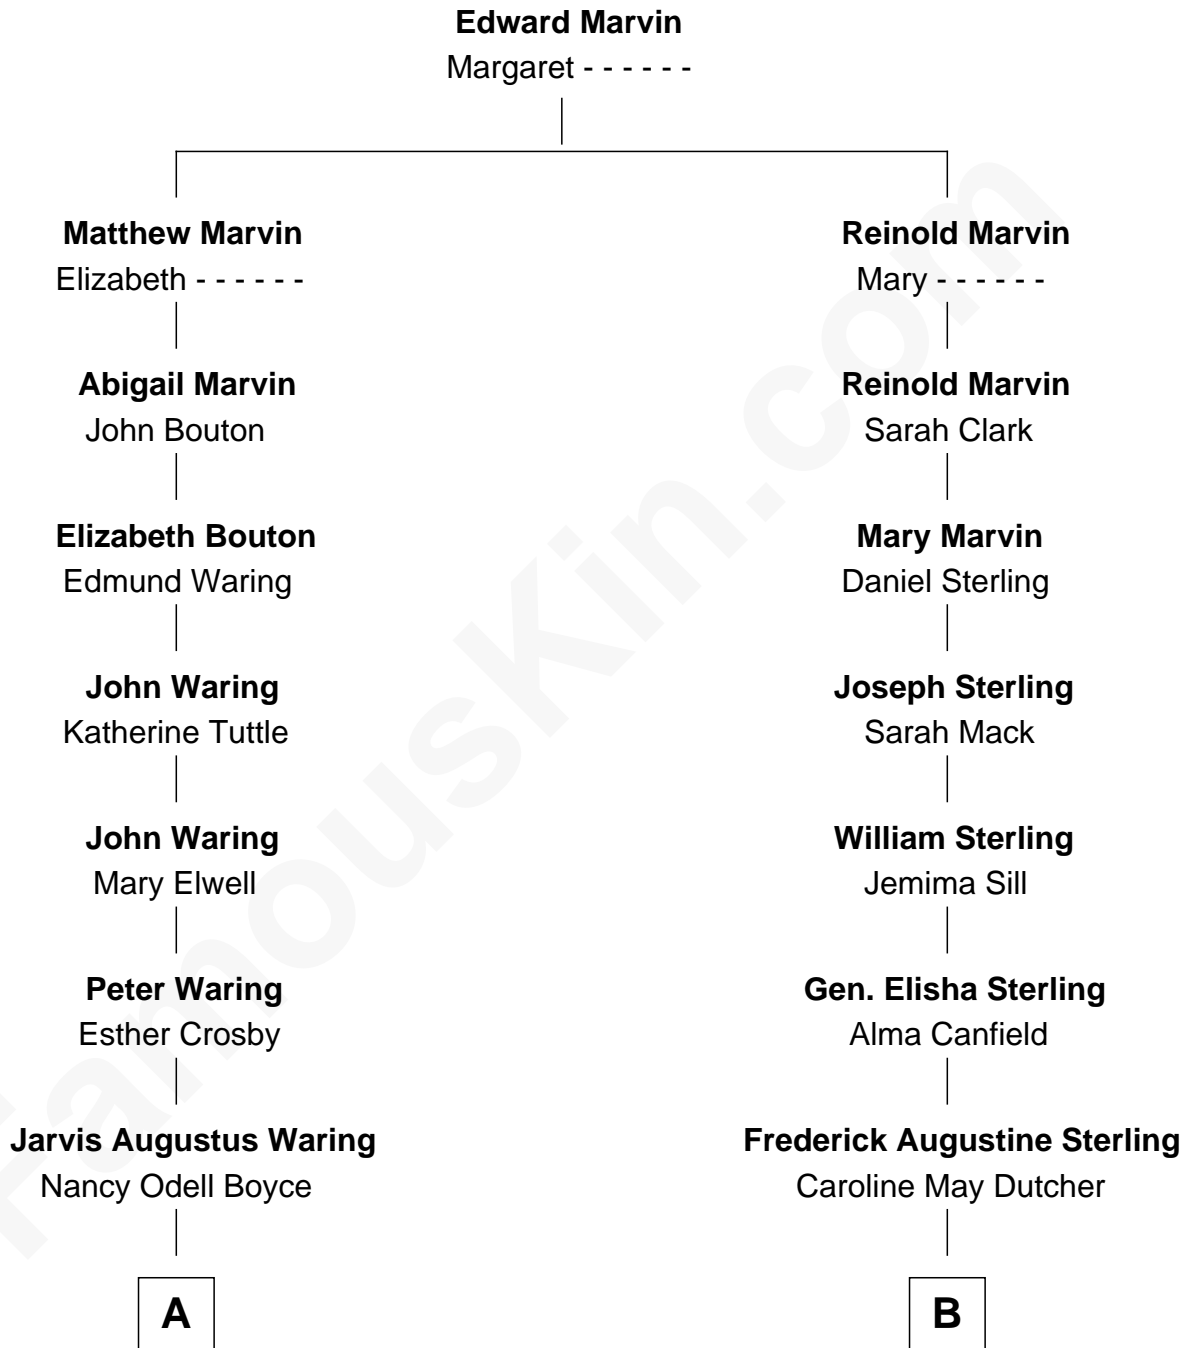 Edward Marvin
Margaret - - - - - -
Matthew Marvin
Elizabeth - - - - - -
Reinold Marvin
Mary - - - - - -
Abigail Marvin
John Bouton
Reinold Marvin
Sarah Clark
Elizabeth Bouton
Edmund Waring
Mary Marvin
Daniel Sterling
John Waring
Katherine Tuttle
Joseph Sterling
Sarah Mack
John Waring
Mary Elwell
William Sterling
Jemima Sill
Peter Waring
Esther Crosby
Gen. Elisha Sterling
Alma Canfield
Jarvis Augustus Waring
Nancy Odell Boyce
Frederick Augustine Sterling
Caroline May Dutcher
A
B
FamousKin.com